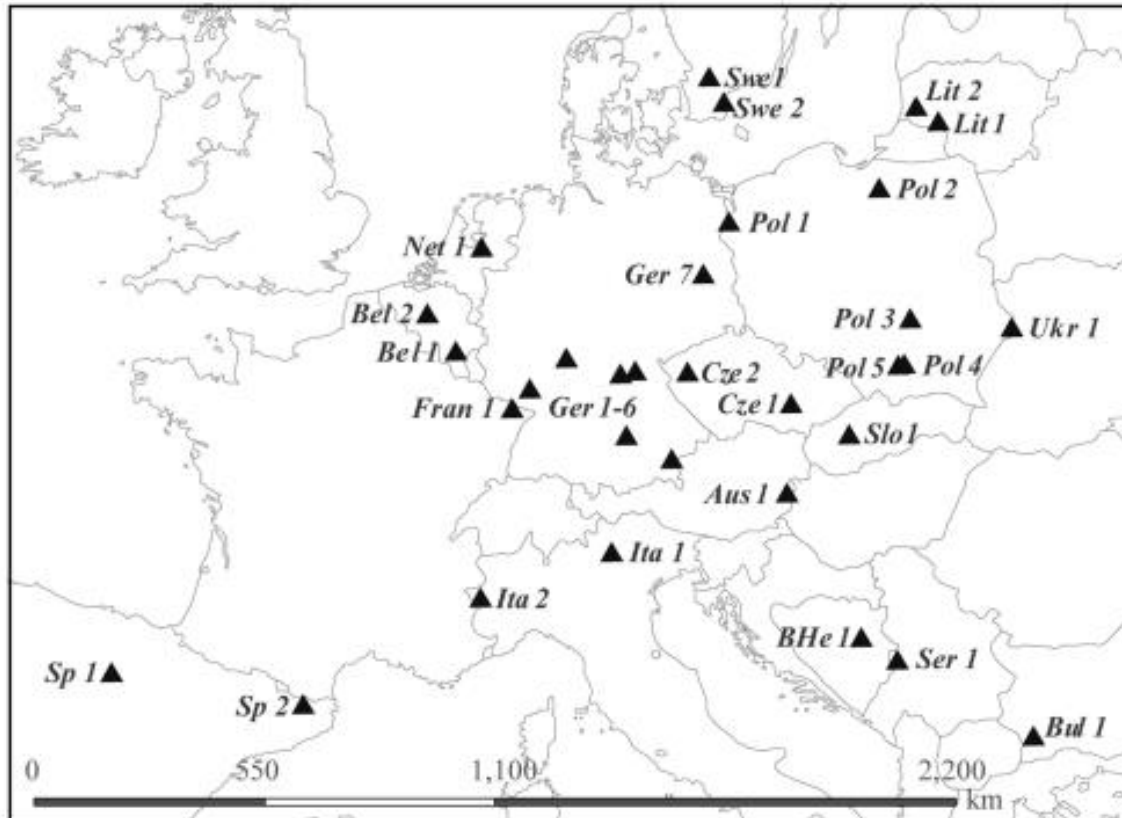 Swe1
Swe 2
Lit 2
Lit 1
Pol 2
Pol 1
Net 1
Ger 7
Bel 2
Pol 3
Ukr 1
Bel 1
Cze 2
Pol 5
Pol 4
Fran 1
Ger 1-6
Cze 1
Slo1
Aus 1
Ita 1
Ita 2
BHe 1
Ser 1
Sp 1
Sp 2
Bul 1
0 550 1,100 2,200
km